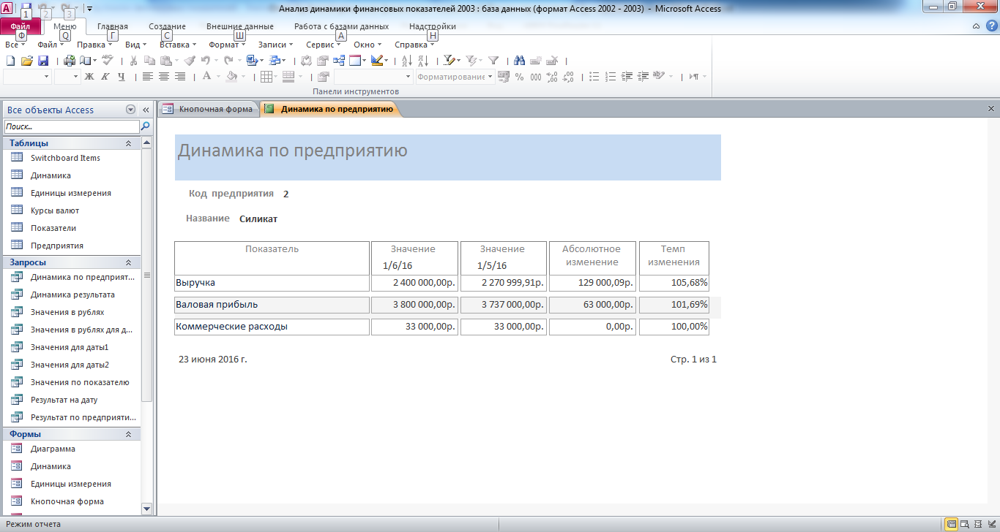 Анализ динамики финансовых показателей 2003 : база данных (формат Access 2002 - 2003) - Microsoft Access
1 2 3
Файл Меню Главная Создание Внешние данные Работа с базами данных Надстройки
Ф Q Г С Ш А Н
Все Файл Правка Вид Вставка Формат Записи Сервис Окно Справка
Ж К Ч А Форматирование % 000
Панели инструментов
Все объекты Access
Поиск...
Таблицы
Switchboard Items
Динамика
Единицы измерения
Курсы валют
Показатели
Предприятия
Запросы
Динамика по предприят...
Динамика результата
Значения в рублях
Значения в рублях для д...
Значения для даты1
Значения для даты2
Значения по показателю
Результат на дату
Результат по предприяти...
Формы
Диаграмма
Динамика
Единицы измерения
Кнопочная форма
Кнопочная форма Динамика по предприятию
Динамика по предприятию
Код предприятия 2
Название Силикат
Показатель Значение Значение Абсолютное Темп
1/6/16 1/5/16 изменение изменения
Выручка 2 400 000,00р. 2 270 999,91р. 129 000,09р. 105,68%
Валовая прибыль 3 800 000,00р. 3 737 000,00р. 63 000,00р. 101,69%
Коммерческие расходы 33 000,00р. 33 000,00р. 0,00р. 100,00%
23 июня 2016 г. Стр. 1 из 1
Режим отчета